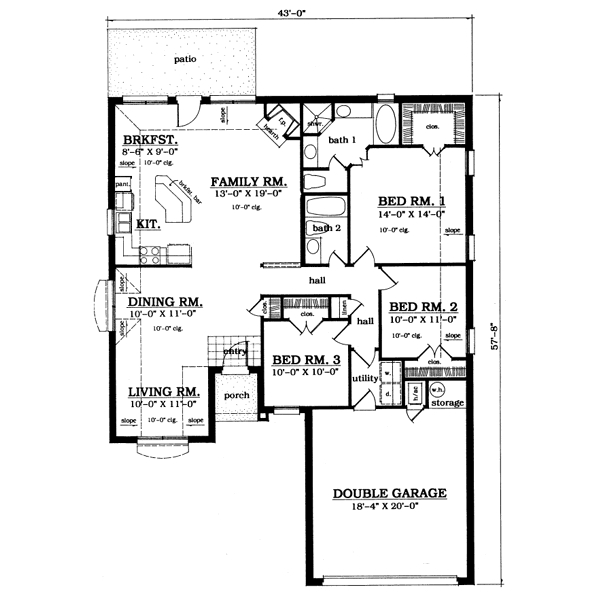 43'-0"
patio
slope
BRKFST.
8'-6" X 9'-0"
slope
10'-0" clg.
pant.
brkfst. bar
KIT.
FAMILY RM.
13'-0" X 19'-0"
10'-0" clg.
f.p.
hearth
shwr.
bath 1
clos.
BED RM. 1
14'-0" X 14'-0"
10'-0" clg.
slope
bath 2
hall
slope
DINING RM.
10'-0" X 11'-0"
slope
10'-0" clg.
clos.
clos.
linen
hall
BED RM. 2
10'-0" X 11'-0"
10'-0" clg.
slope
57'-8"
entry
BED RM. 3
10'-0" X 10'-0"
clos.
utility
w.
d.
h/ac
w.h.
storage
porch
LIVING RM.
10'-0" X 11'-0"
slope
slope
10'-0" clg.
slope
DOUBLE GARAGE
18'-4" X 20'-0"